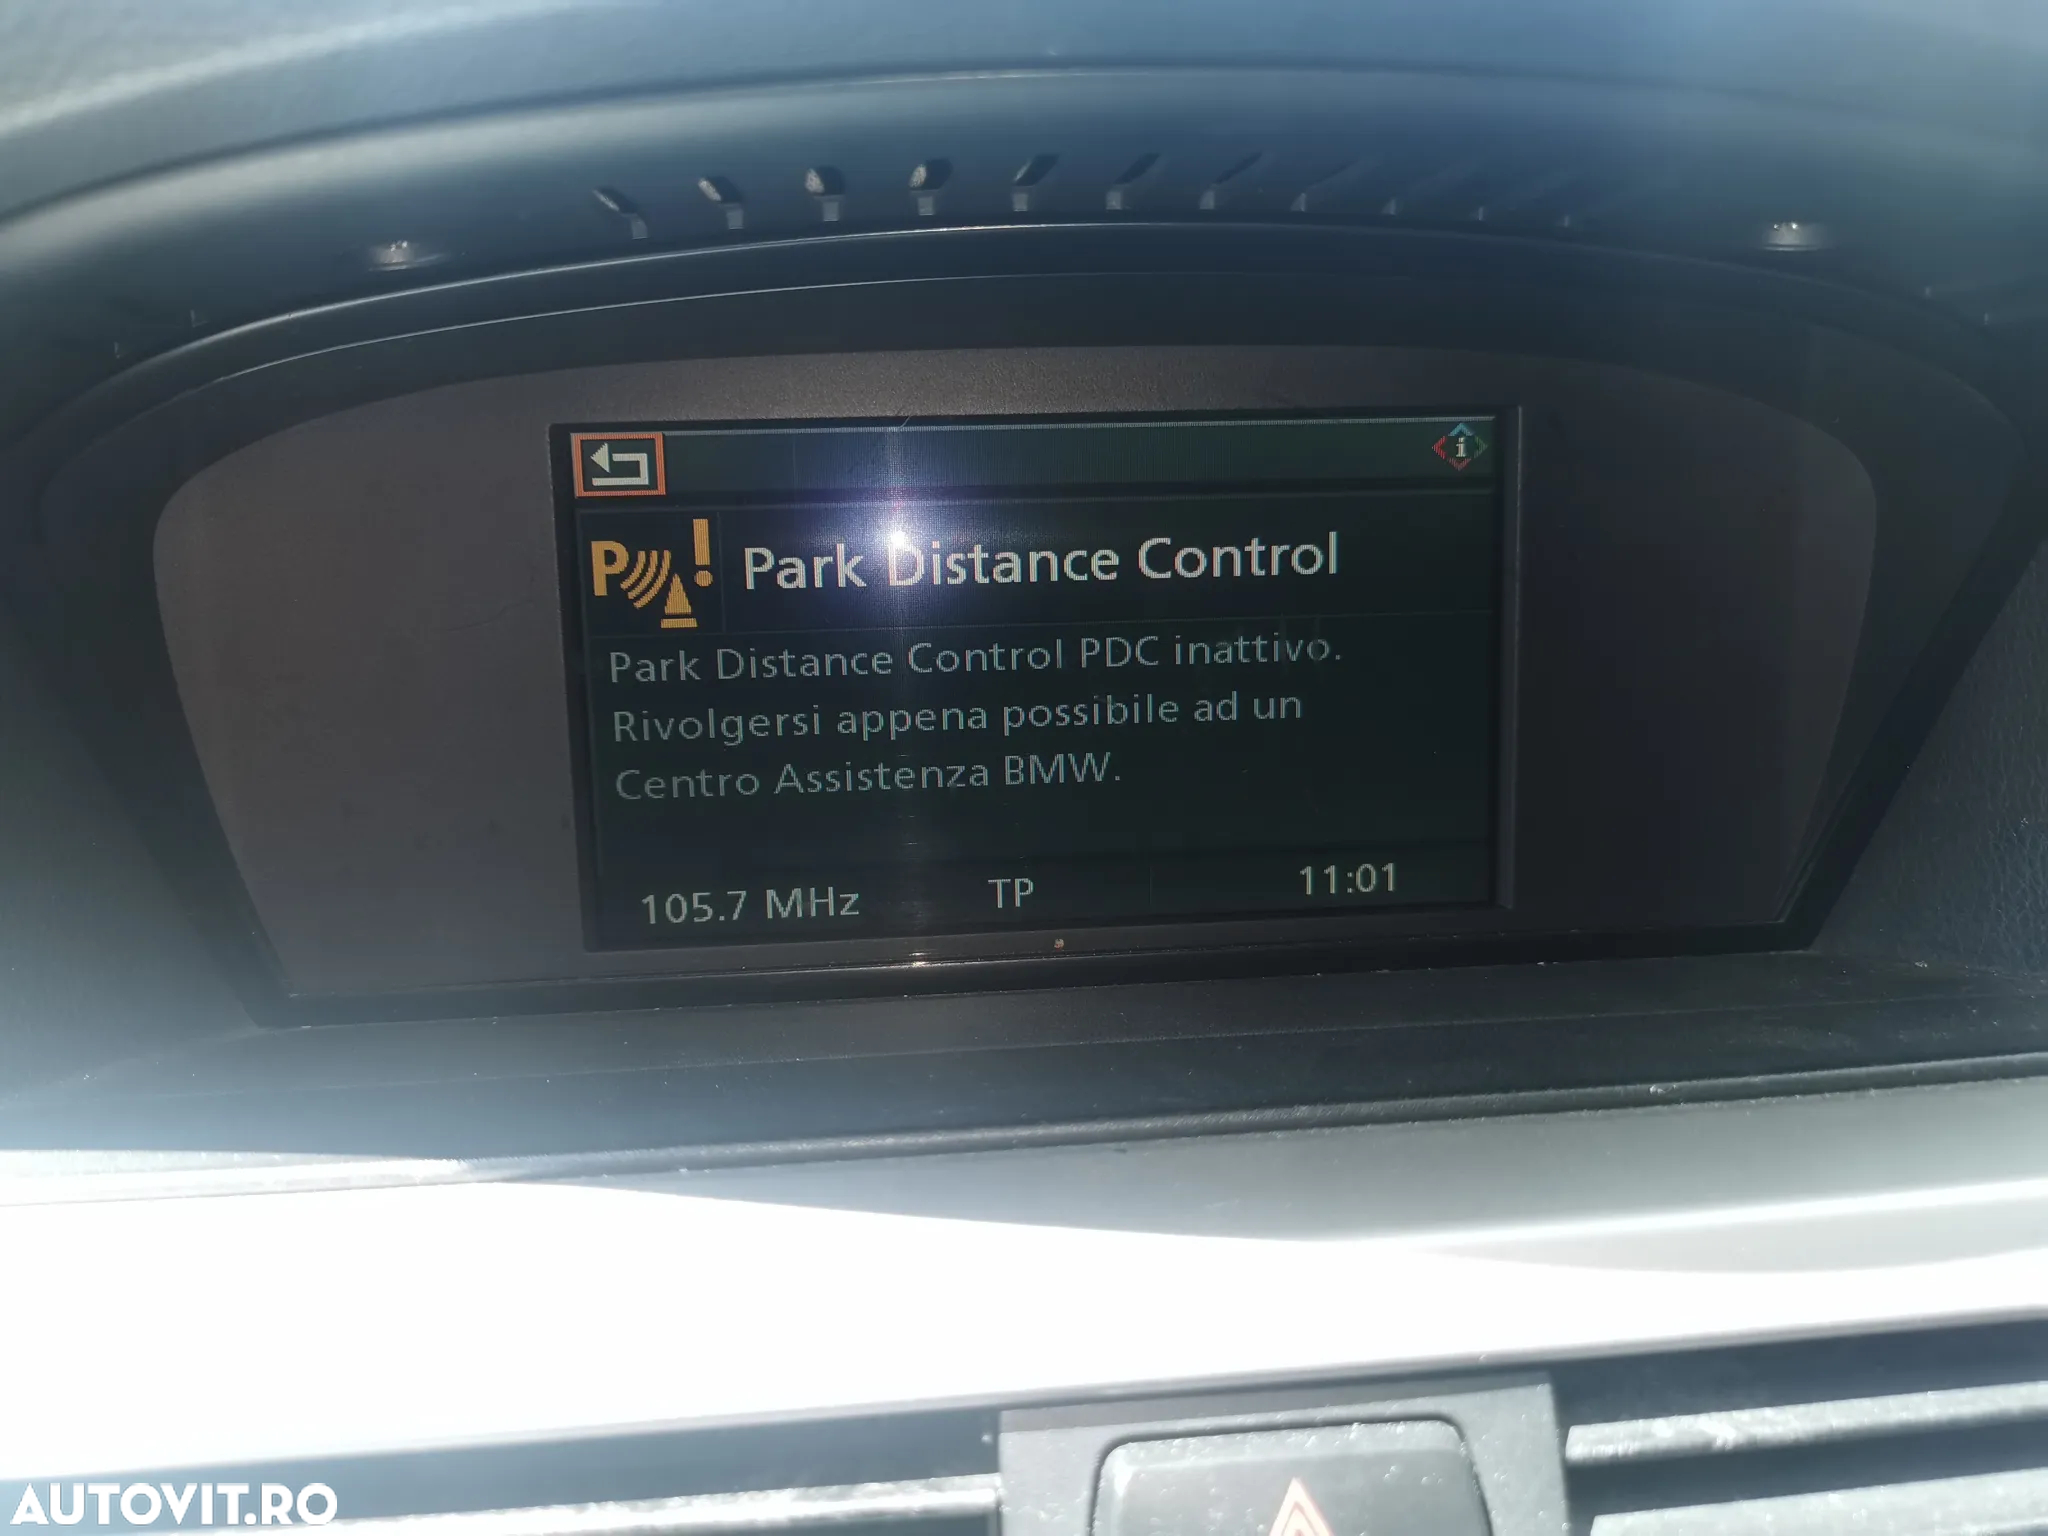 i
P! Park Distance Control
Park Distance Control PDC inattivo.
Rivolgersi appena possibile ad un
Centro Assistenza BMW.
105.7 MHz TP 11:01
AUTOVIT.RO